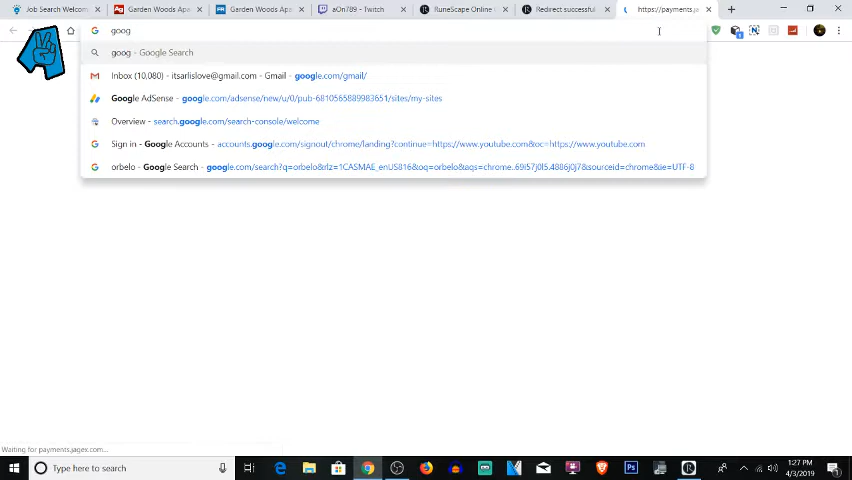 Job Search Welcom
Garden Woods Apa
Garden Woods Apa
aOn789 - Twitch
RuneScape Online
Redirect successful
https://payments.ja
goog
goog - Google Search
Inbox (10,080) - itsarlislove@gmail.com - Gmail - google.com/gmail/
Google AdSense - google.com/adsense/new/u/0/pub-6810565889983651/sites/my-sites
Overview - search.google.com/search-console/welcome
Sign in - Google Accounts - accounts.google.com/signout/chrome/landing?continue=https://www.youtube.com&oc=https://www.youtube.com
orbelo - Google Search - google.com/search?q=orbelo&rlz=1CASMAE_enUS816&oq=orbelo&aqs=chrome..69i57j0l5.4886j0j7&sourceid=chrome&ie=UTF-8
Waiting for payments.jagex.com...
Type here to search
1:27 PM
4/3/2019